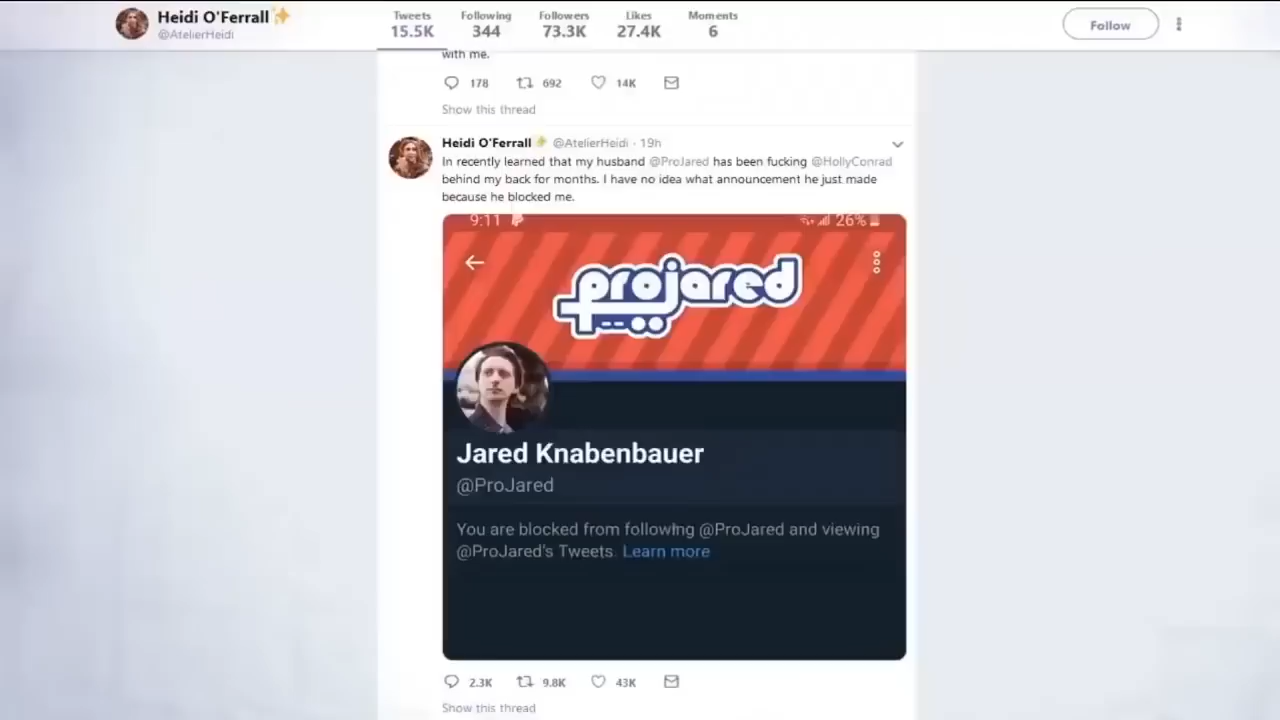 Heidi O'Ferrall
@AtelierHeidi
Tweets Following Followers Likes Moments
15.5K 344 73.3K 27.4K 6
Follow
with me.
178 692 14K
Show this thread
Heidi O'Ferrall @AtelierHeidi · 19h
In recently learned that my husband @ProJared has been fucking @HollyConrad
behind my back for months. I have no idea what announcement he just made
because he blocked me.
9:11 26%
projared
Jared Knabenbauer
@ProJared
You are blocked from following @ProJared and viewing
@ProJared's Tweets. Learn more
2.3K 9.8K 43K
Show this thread